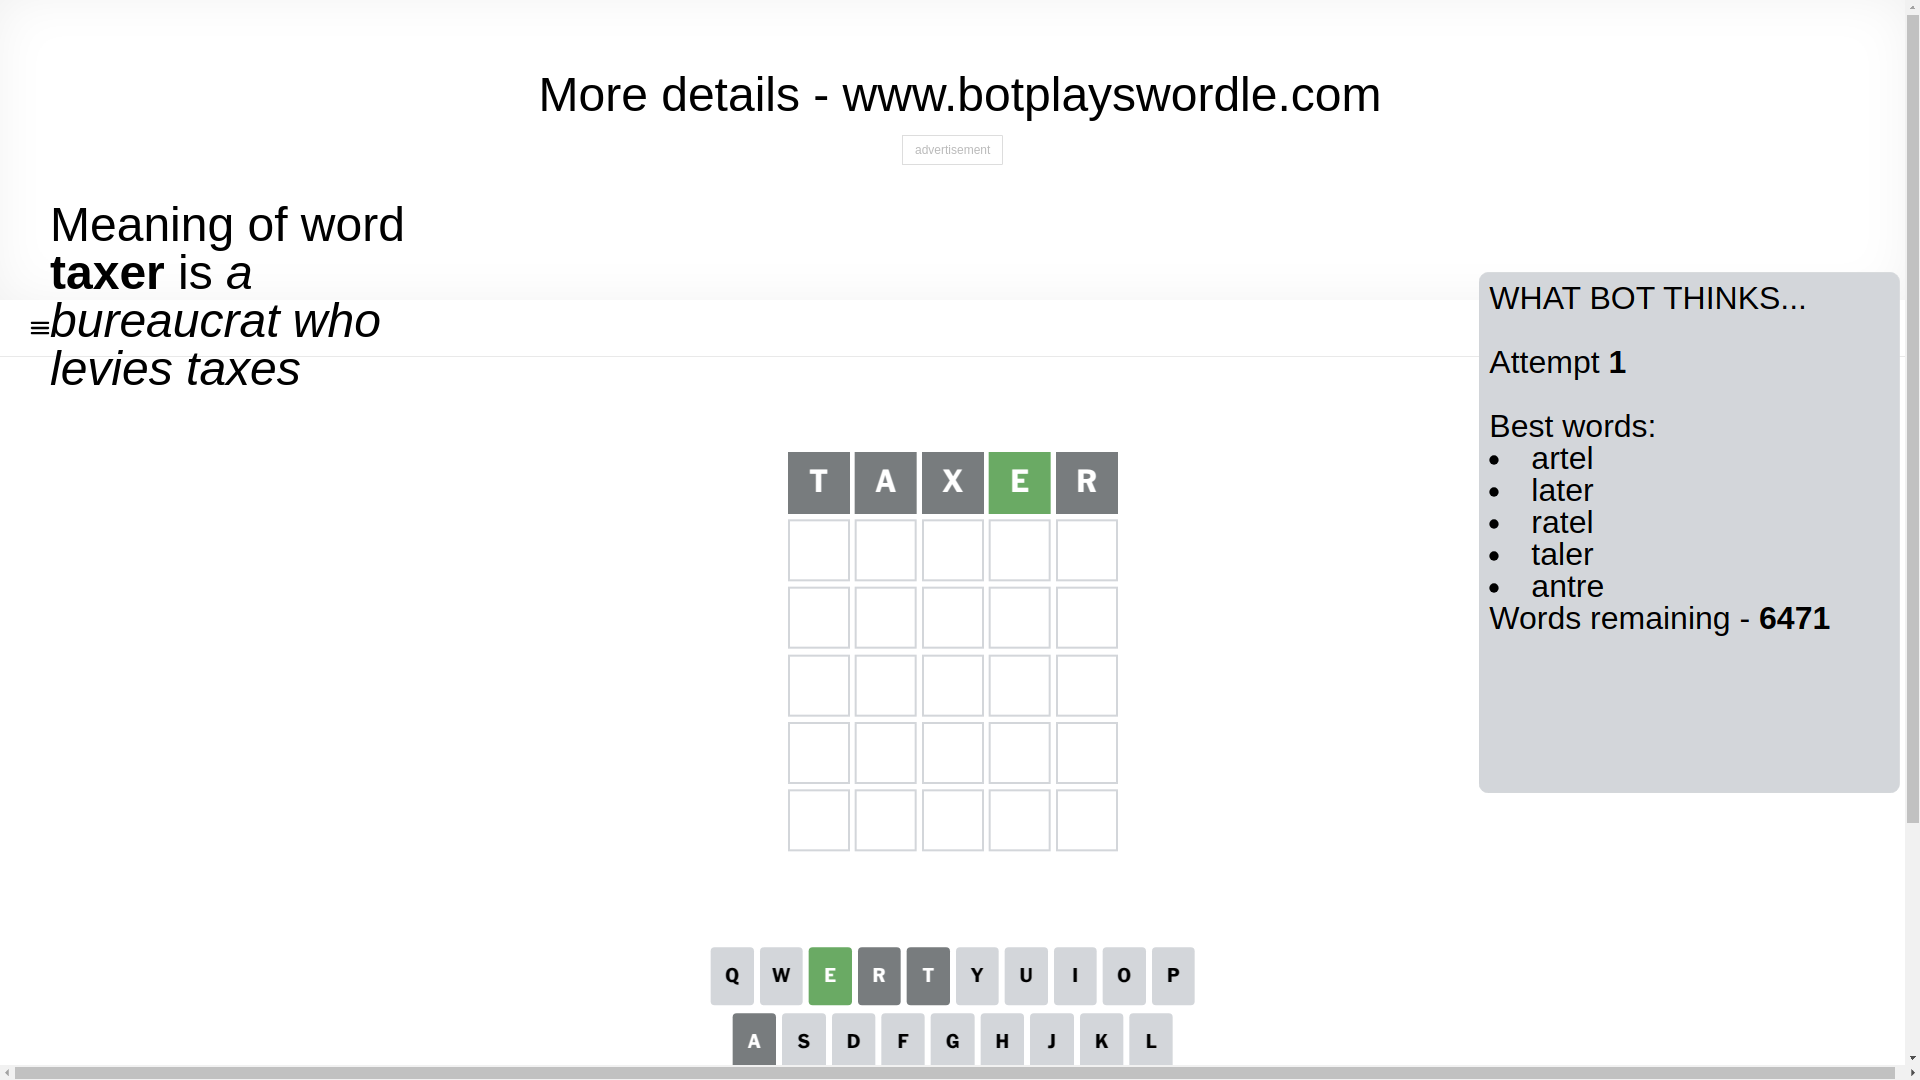 More details - www.botplayswordle.com
advertisement
Meaning of word
taxer is a
bureaucrat who
levies taxes
WHAT BOT THINKS...
Attempt 1
Best words:
artel
later
ratel
taler
antre
Words remaining - 6471
T A X E R
Q W E R T Y U I O P
A S D F G H J K L